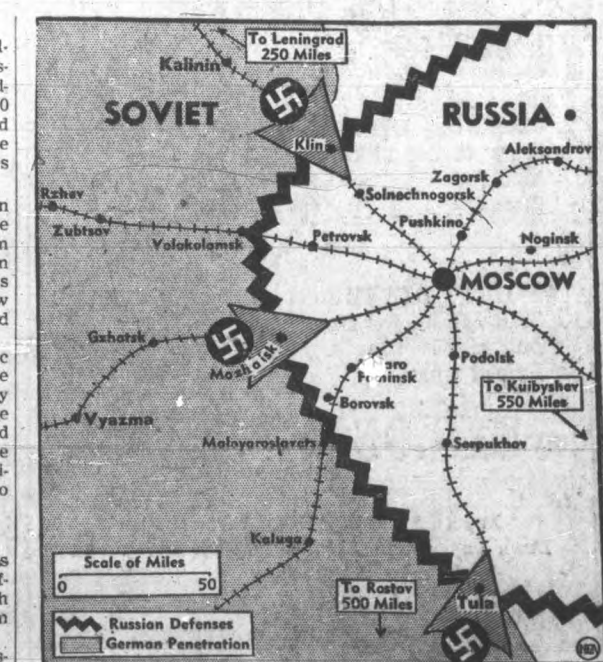 To Leningrad
250 Miles
Kalinin
SOVIET
RUSSIA
Klin
Aleksandrov
Zagorsk
Solnechnogorsk
Rzhev
Zubtsov
Pushkino
Volokolamsk
Petrovsk
Noginsk
MOSCOW
Gzhatsk
Mozhaisk
Podolsk
Fominsk
To Kuibyshev
550 Miles
Borovsk
Vyazma
Maloyaroslavets
Serpukhov
Kaluga
Scale of Miles
0 50
To Rostov
500 Miles
Tula
Russian Defenses
German Penetration